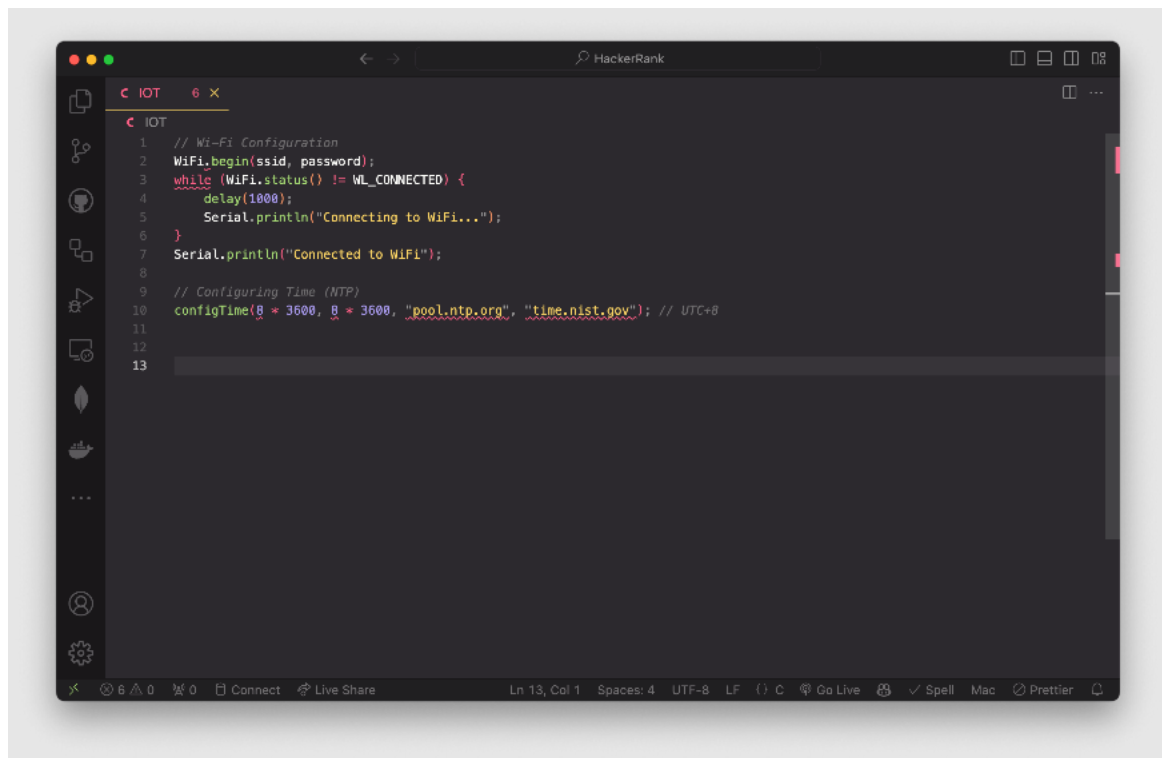 HackerRank
C IOT 6
C IOT
1 // Wi-Fi Configuration
2 WiFi.begin(ssid, password);
3 while (WiFi.status() != WL_CONNECTED) {
4     delay(1000);
5     Serial.println("Connecting to WiFi...");
6 }
7 Serial.println("Connected to WiFi");
8
9 // Configuring Time (NTP)
10 configTime(8 * 3600, 8 * 3600, "pool.ntp.org", "time.nist.gov"); // UTC+8
11
12
13
6 0 0 Connect Live Share Ln 13, Col 1 Spaces: 4 UTF-8 LF {} C Go Live Spell Mac Prettier